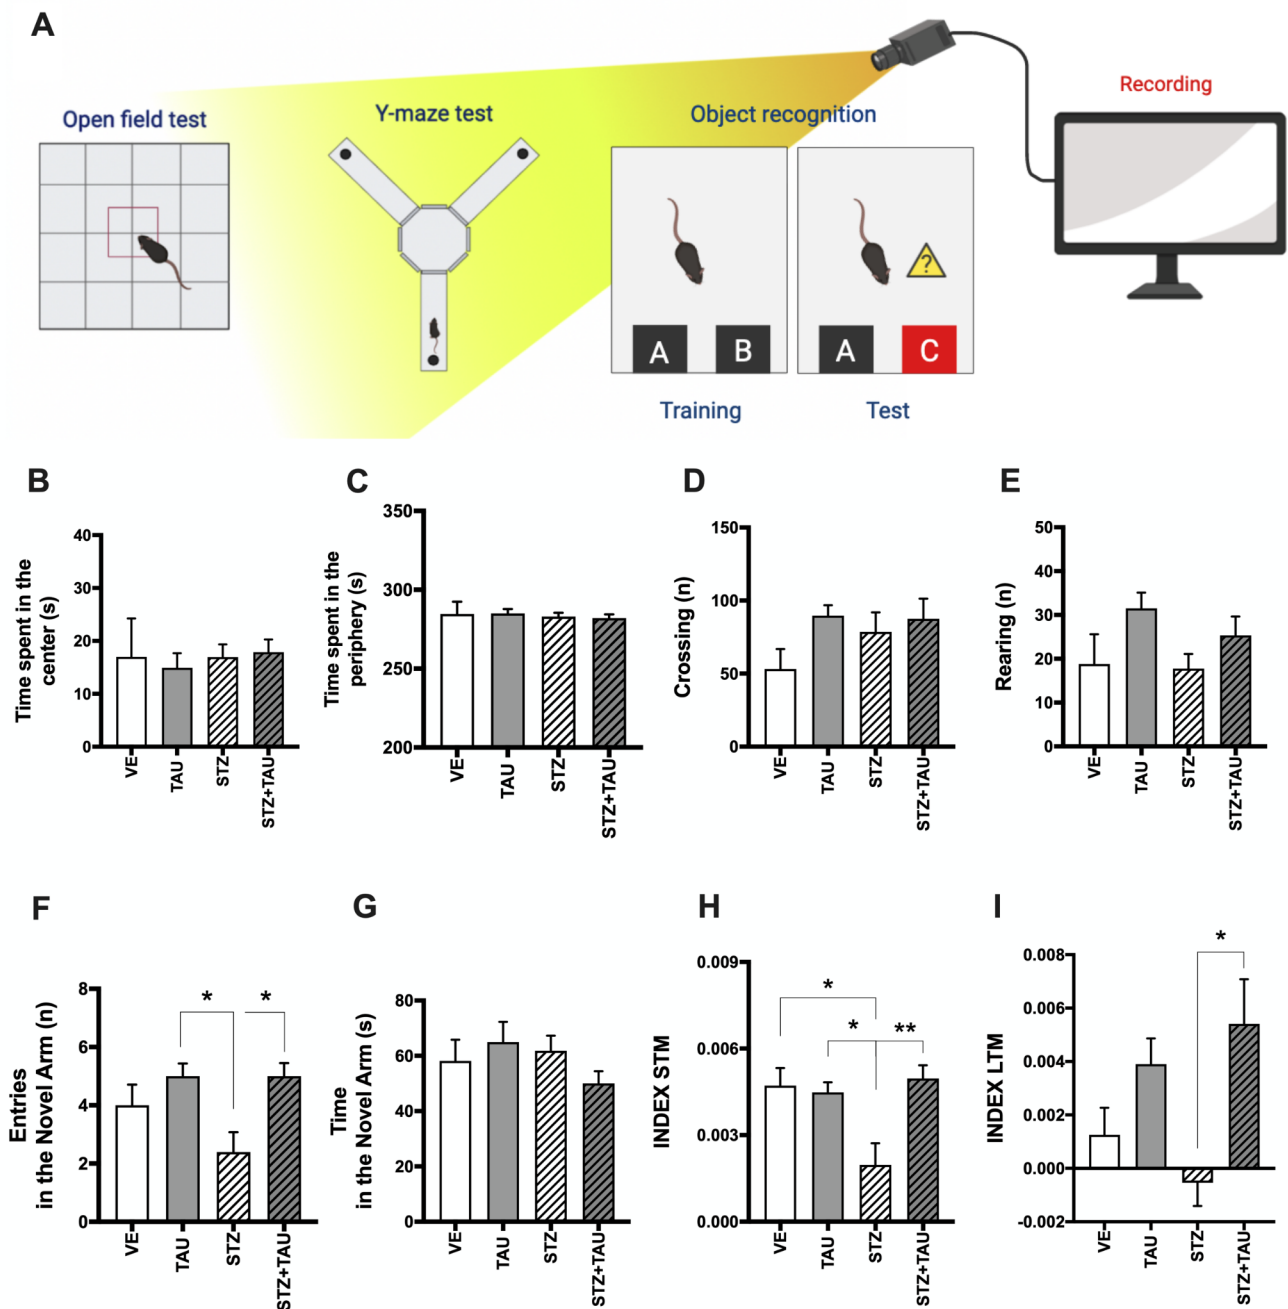 A
Open field test
Y-maze test
Object recognition
Recording
?
A
B
A
C
Training
Test
B
Time spent in the
center (s)
40
30
20
10
0
VE
TAU
STZ
STZ+TAU
C
Time spent in the
periphery (s)
350
300
250
200
VE
TAU
STZ
STZ+TAU
D
Crossing (n)
150
100
50
0
VE
TAU
STZ
STZ+TAU
E
Rearing (n)
50
40
30
20
10
0
VE
TAU
STZ
STZ+TAU
F
Entries
in the Novel Arm (n)
8
6
4
2
0
*
*
VE
TAU
STZ
STZ+TAU
G
Time
in the Novel Arm (s)
80
60
40
20
0
VE
TAU
STZ
STZ+TAU
H
INDEX STM
0.009
0.006
0.003
0.000
*
*
**
VE
TAU
STZ
STZ+TAU
I
INDEX LTM
0.008
0.006
0.004
0.002
0.000
-0.002
*
VE
TAU
STZ
STZ+TAU